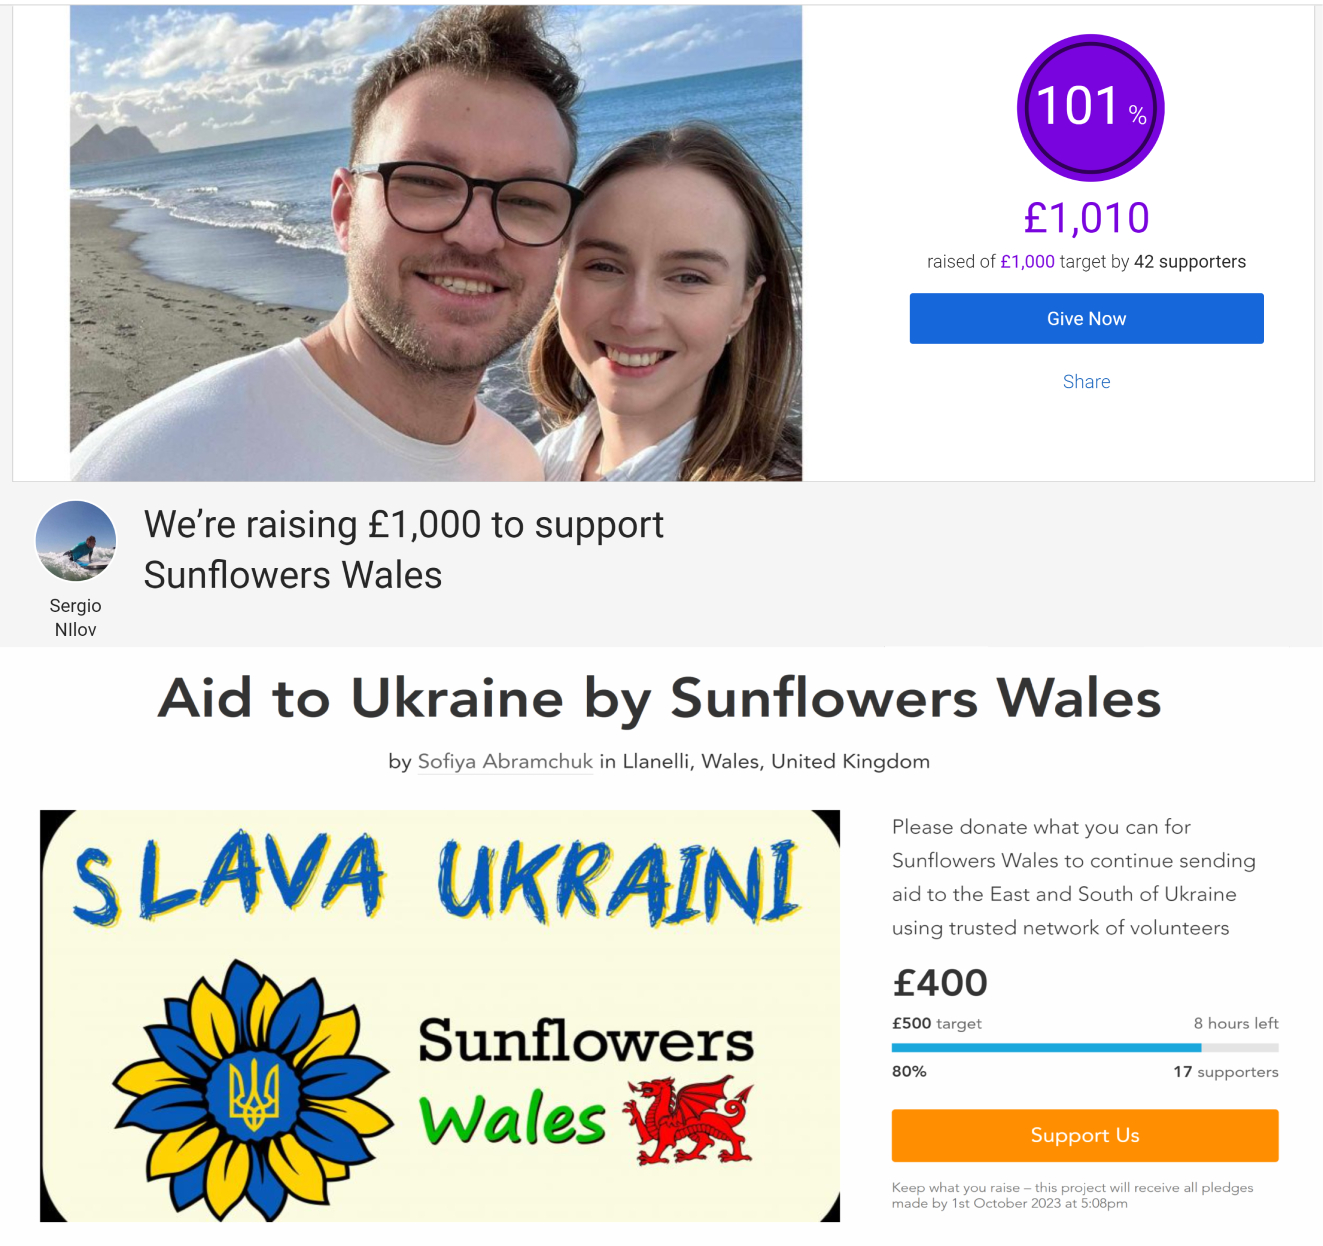 101 %
£1,010
raised of £1,000 target by 42 supporters
Give Now
Share
We’re raising £1,000 to support
Sunflowers Wales
Sergio
NIlov
Aid to Ukraine by Sunflowers Wales
by Sofiya Abramchuk in Llanelli, Wales, United Kingdom
SLAVA UKRAINI
Sunflowers
Wales
Please donate what you can for
Sunflowers Wales to continue sending
aid to the East and South of Ukraine
using trusted network of volunteers
£400
£500 target 8 hours left
80% 17 supporters
Support Us
Keep what you raise – this project will receive all pledges
made by 1st October 2023 at 5:08pm